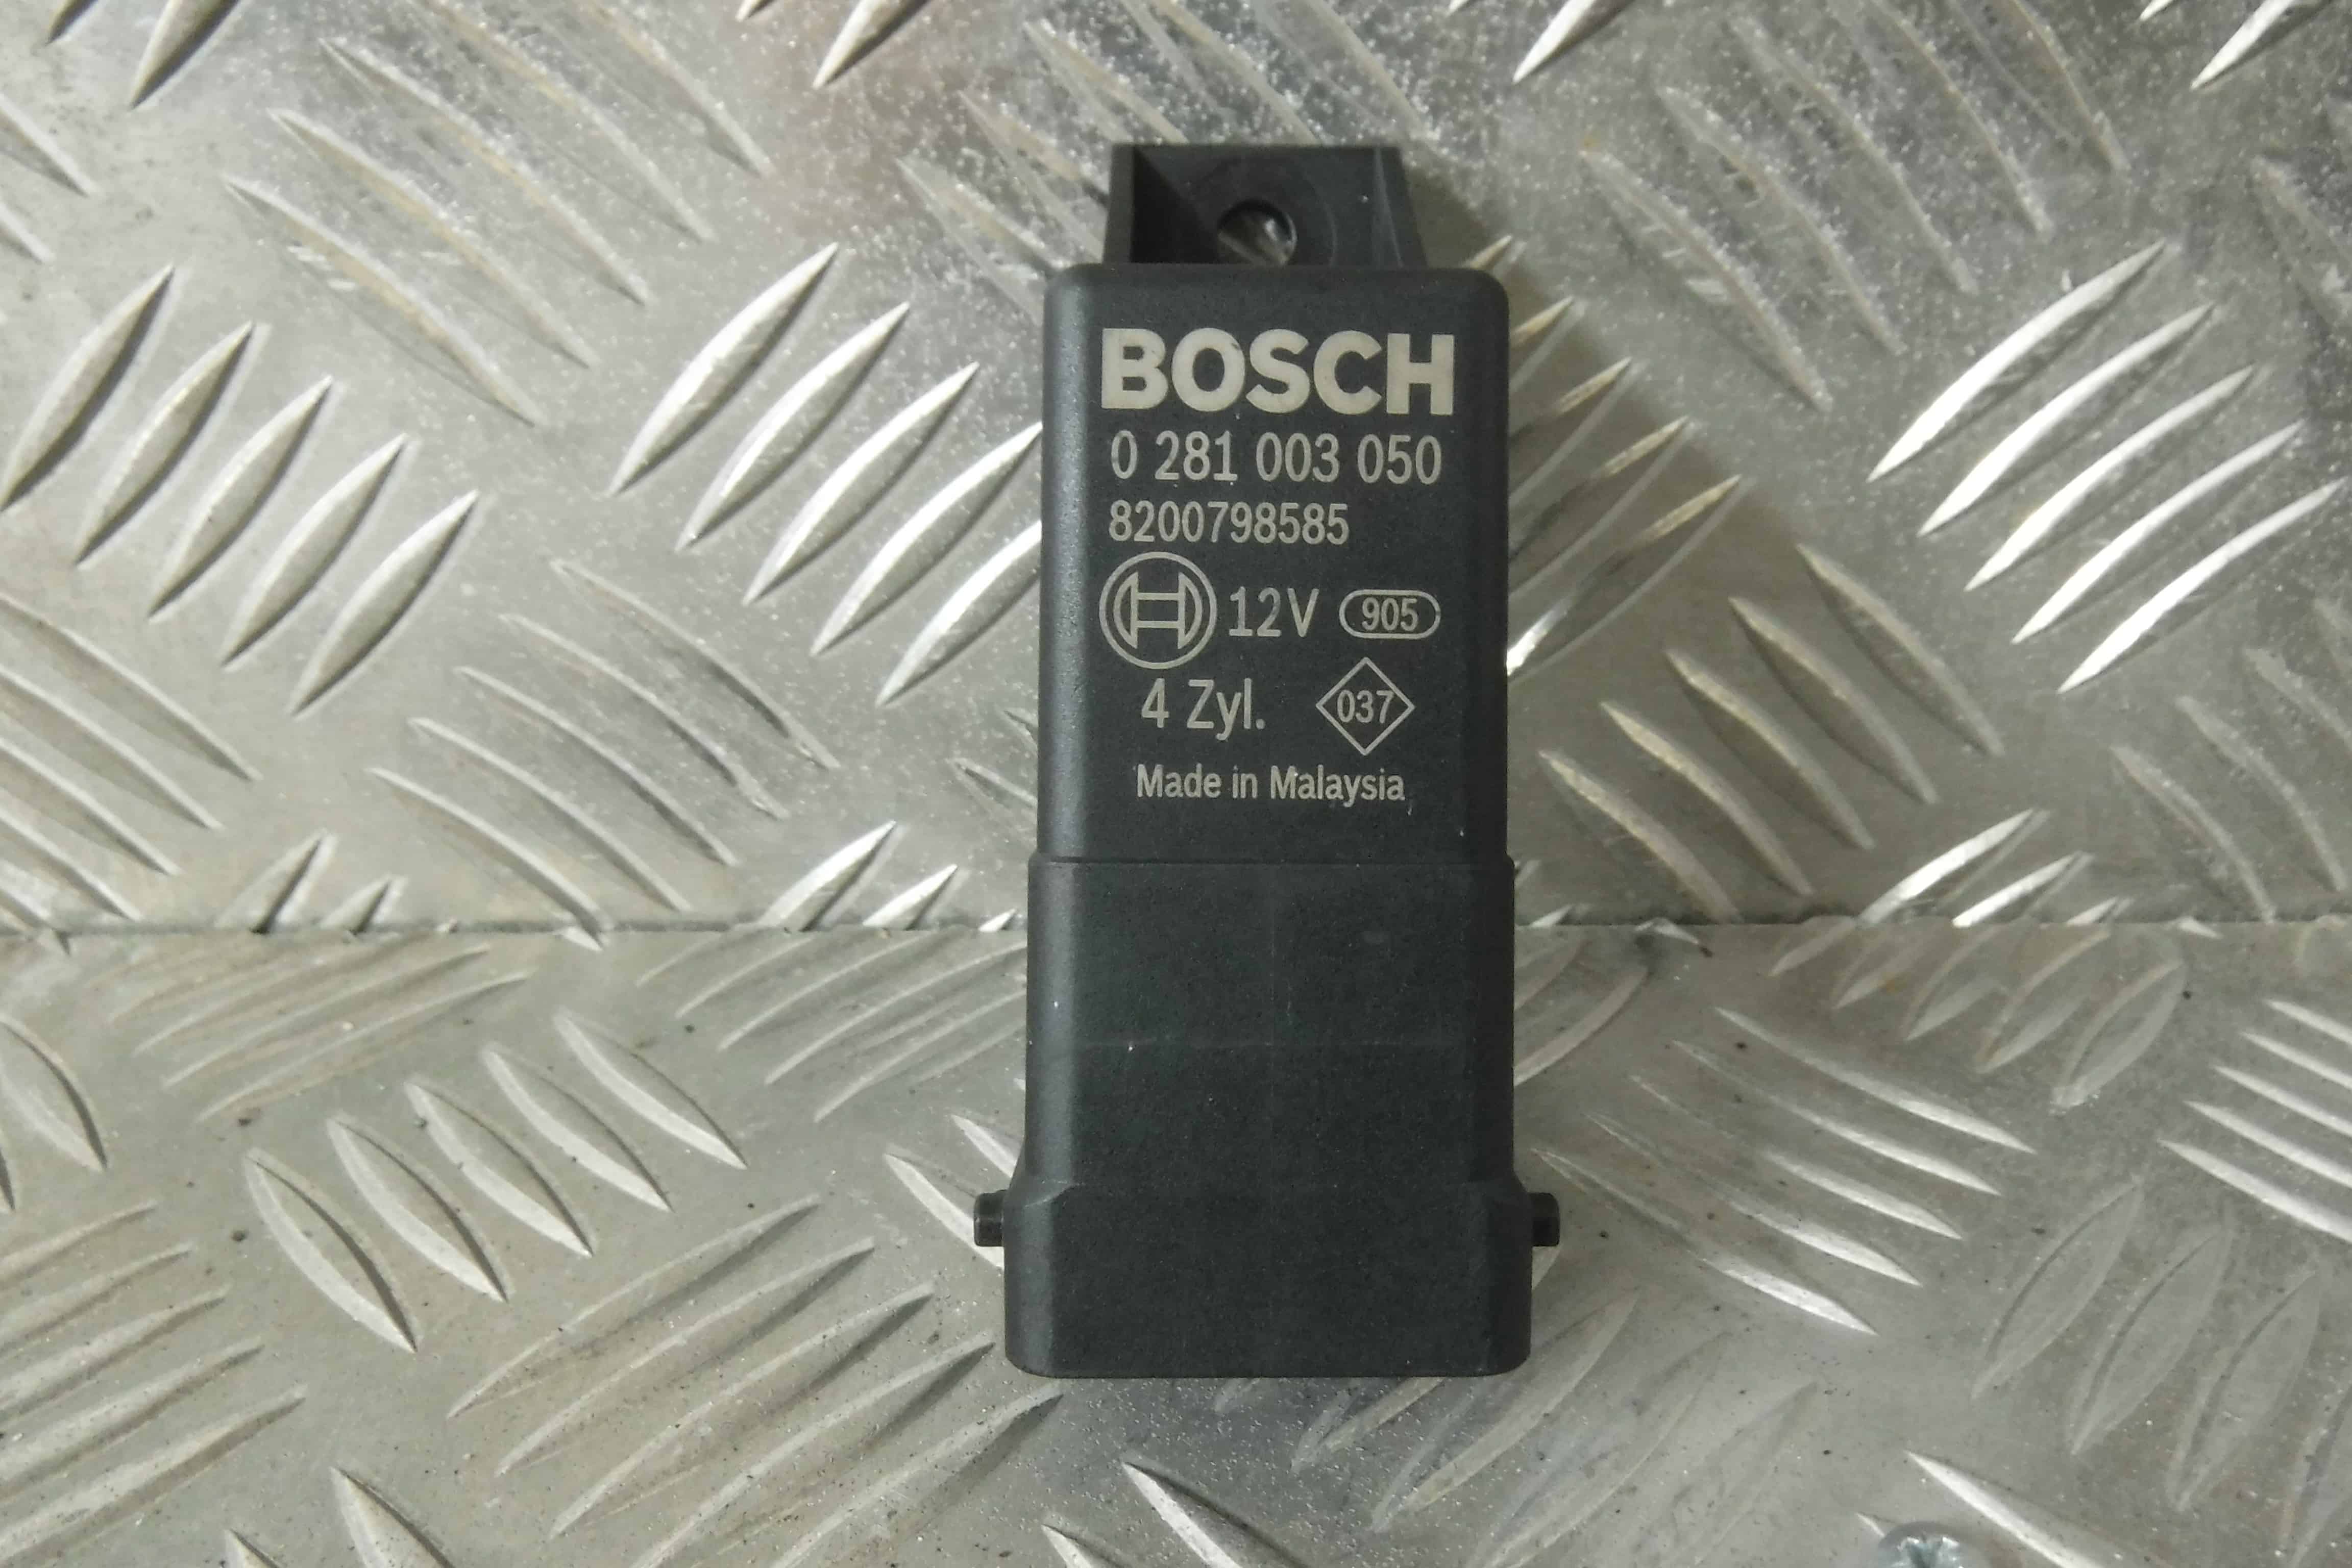 BOSCH
0 281 003 050
8200798585
12V 905
4 Zyl. 037
Made in Malaysia